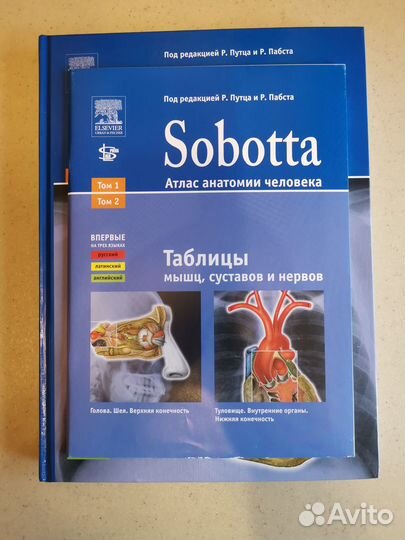 Под редакцией Р. Путца и Р. Пабста
Под редакцией Р. Путца и Р. Пабста
ELSEVIER
Sobotta
Атлас анатомии человека
Том 1
Том 2
ВПЕРВЫЕ
НА ТРЕХ ЯЗЫКАХ
русский
латинский
английский
Таблицы
мышц, суставов и нервов
Голова. Шея. Верхняя конечность
Туловище. Внутренние органы.
Нижняя конечность
Avito